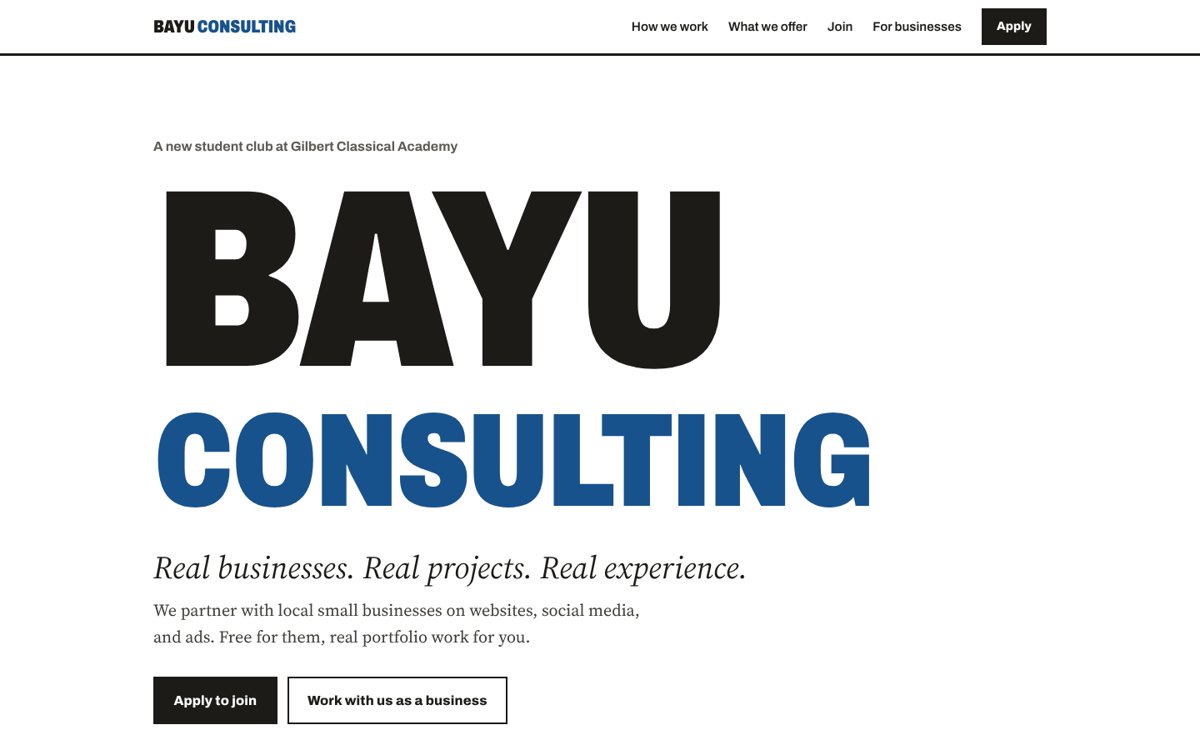 BAYU CONSULTING
How we work
What we offer
Join
For businesses
Apply
A new student club at Gilbert Classical Academy
BAYU
CONSULTING
Real businesses. Real projects. Real experience.
We partner with local small businesses on websites, social media,
and ads. Free for them, real portfolio work for you.
Apply to join
Work with us as a business